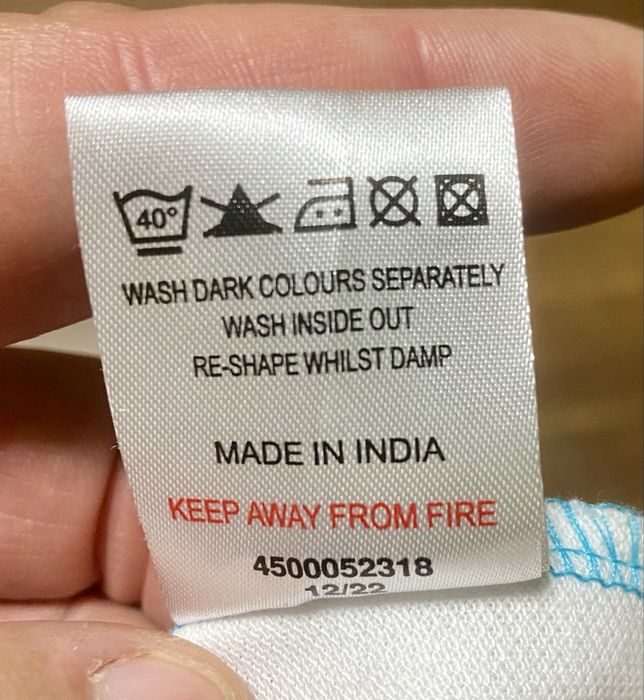 40°
WASH DARK COLOURS SEPARATELY
WASH INSIDE OUT
RE-SHAPE WHILST DAMP
MADE IN INDIA
KEEP AWAY FROM FIRE
4500052318
12/22